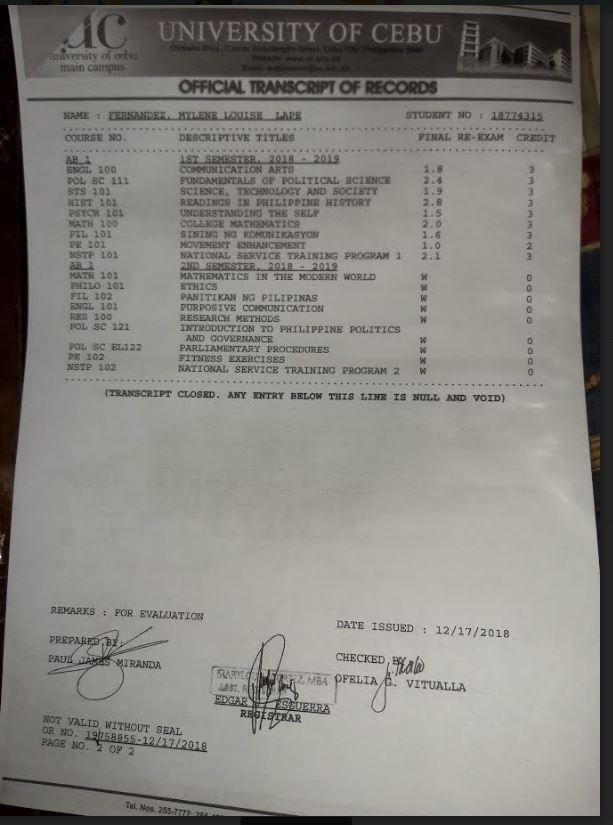 UC
university of cebu
main campus
UNIVERSITY OF CEBU
OFFICIAL TRANSCRIPT OF RECORDS
NAME : FERNANDEZ, MYLENE LOUISE LAPE STUDENT NO : 18774315
COURSE NO. DESCRIPTIVE TITLES FINAL RE-EXAM CREDIT
AB 1 1ST SEMESTER, 2018 - 2019
ENGL 100 COMMUNICATION ARTS 1.8 3
POL SC 111 FUNDAMENTALS OF POLITICAL SCIENCE 2.4 3
STS 101 SCIENCE, TECHNOLOGY AND SOCIETY 1.9 3
HIST 101 READINGS IN PHILIPPINE HISTORY 2.8 3
PSYCH 101 UNDERSTANDING THE SELF 1.5 3
MATH 100 COLLEGE MATHEMATICS 2.0 3
FIL 101 SINING NG KOMUNIKASYON 1.6 3
PE 101 MOVEMENT ENHANCEMENT 1.0 2
NSTP 101 NATIONAL SERVICE TRAINING PROGRAM 1 2.1 3
AB 1 2ND SEMESTER, 2018 - 2019
MATH 101 MATHEMATICS IN THE MODERN WORLD W 0
PHILO 101 ETHICS W 0
FIL 102 PANITIKAN NG PILIPINAS W 0
ENGL 101 PURPOSIVE COMMUNICATION W 0
RES 100 RESEARCH METHODS W 0
POL SC 121 INTRODUCTION TO PHILIPPINE POLITICS
AND GOVERNANCE W 0
POL SC EL122 PARLIAMENTARY PROCEDURES W 0
PE 102 FITNESS EXERCISES W 0
NSTP 102 NATIONAL SERVICE TRAINING PROGRAM 2 W 0
(TRANSCRIPT CLOSED. ANY ENTRY BELOW THIS LINE IS NULL AND VOID)
REMARKS : FOR EVALUATION
DATE ISSUED : 12/17/2018
PREPARED BY:
CHECKED BY:
PAUL JAMES MIRANDA
OFELIA G. VITUALLA
MBA
EDGAR ESCUERRA
REGISTRAR
NOT VALID WITHOUT SEAL
OR NO. 19758855-12/17/2018
PAGE NO. 2 OF 2
Tel. Nos. 255-7777;